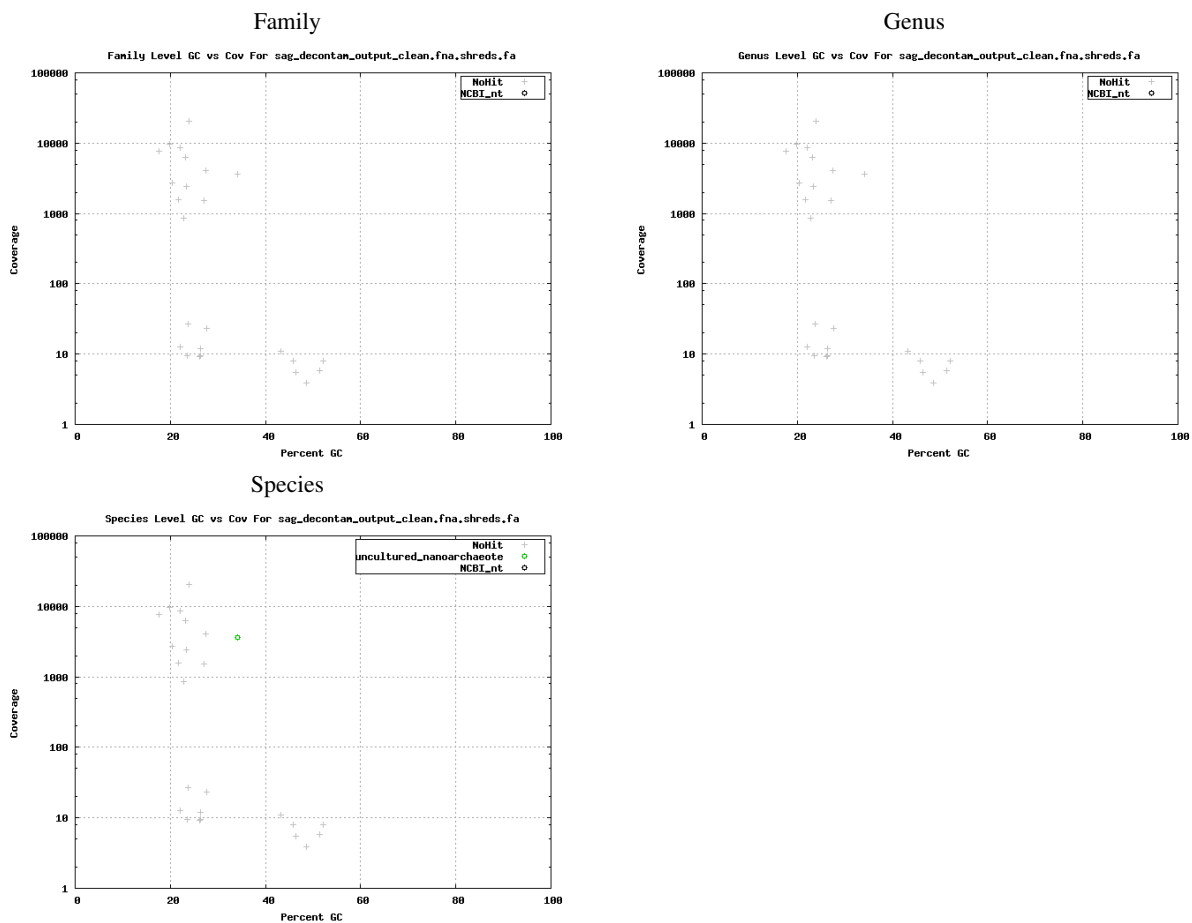 Family
Family Level GC vs Cov For sag_decontam_output_clean.fna.shreds.fa
NoHit
NCBI_nt
100000
10000
1000
100
10
1
Coverage
0 20 40 60 80 100
Percent GC
Genus
Genus Level GC vs Cov For sag_decontam_output_clean.fna.shreds.fa
NoHit
NCBI_nt
100000
10000
1000
100
10
1
Coverage
0 20 40 60 80 100
Percent GC
Species
Species Level GC vs Cov For sag_decontam_output_clean.fna.shreds.fa
NoHit
uncultured_nanoarchaeote
NCBI_nt
100000
10000
1000
100
10
1
Coverage
0 20 40 60 80 100
Percent GC